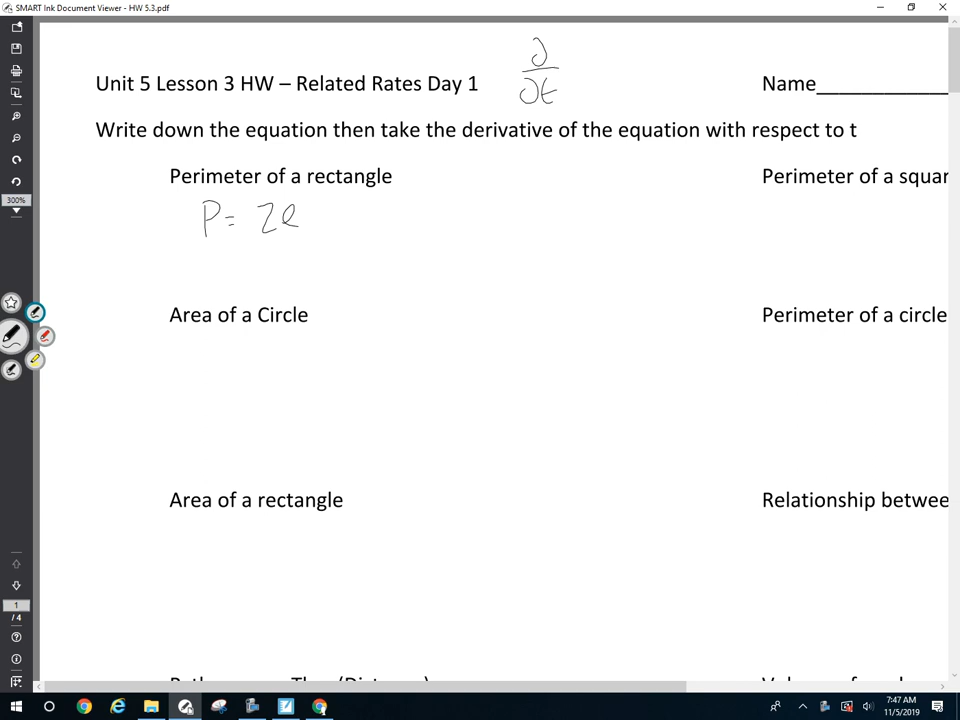 SMART Ink Document Viewer - HW 5.3.pdf
Unit 5 Lesson 3 HW – Related Rates Day 1
∂/∂t
Name____________
Write down the equation then take the derivative of the equation with respect to t
Perimeter of a rectangle
Perimeter of a squar
P = 2l
300%
Area of a Circle
Perimeter of a circle
Area of a rectangle
Relationship betwee
1
/ 4
7:47 AM
11/5/2019